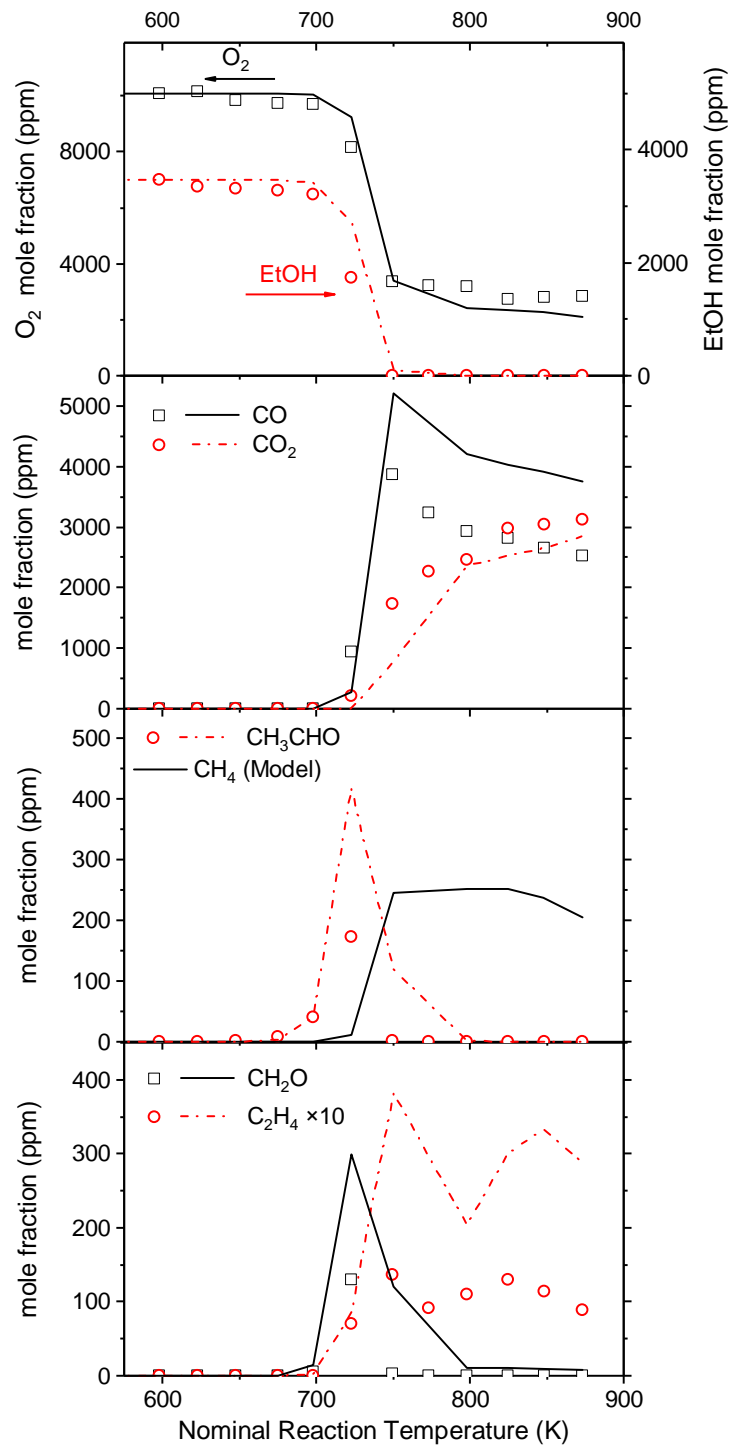 600 700 800 900
O₂
EtOH
8000
4000
0
4000
2000
0
O₂ mole fraction (ppm)
EtOH mole fraction (ppm)
CO
CO₂
5000
4000
3000
2000
1000
0
mole fraction (ppm)
CH₃CHO
CH₄ (Model)
500
400
300
200
100
0
mole fraction (ppm)
CH₂O
C₂H₄ ×10
400
300
200
100
0
mole fraction (ppm)
600 700 800 900
Nominal Reaction Temperature (K)